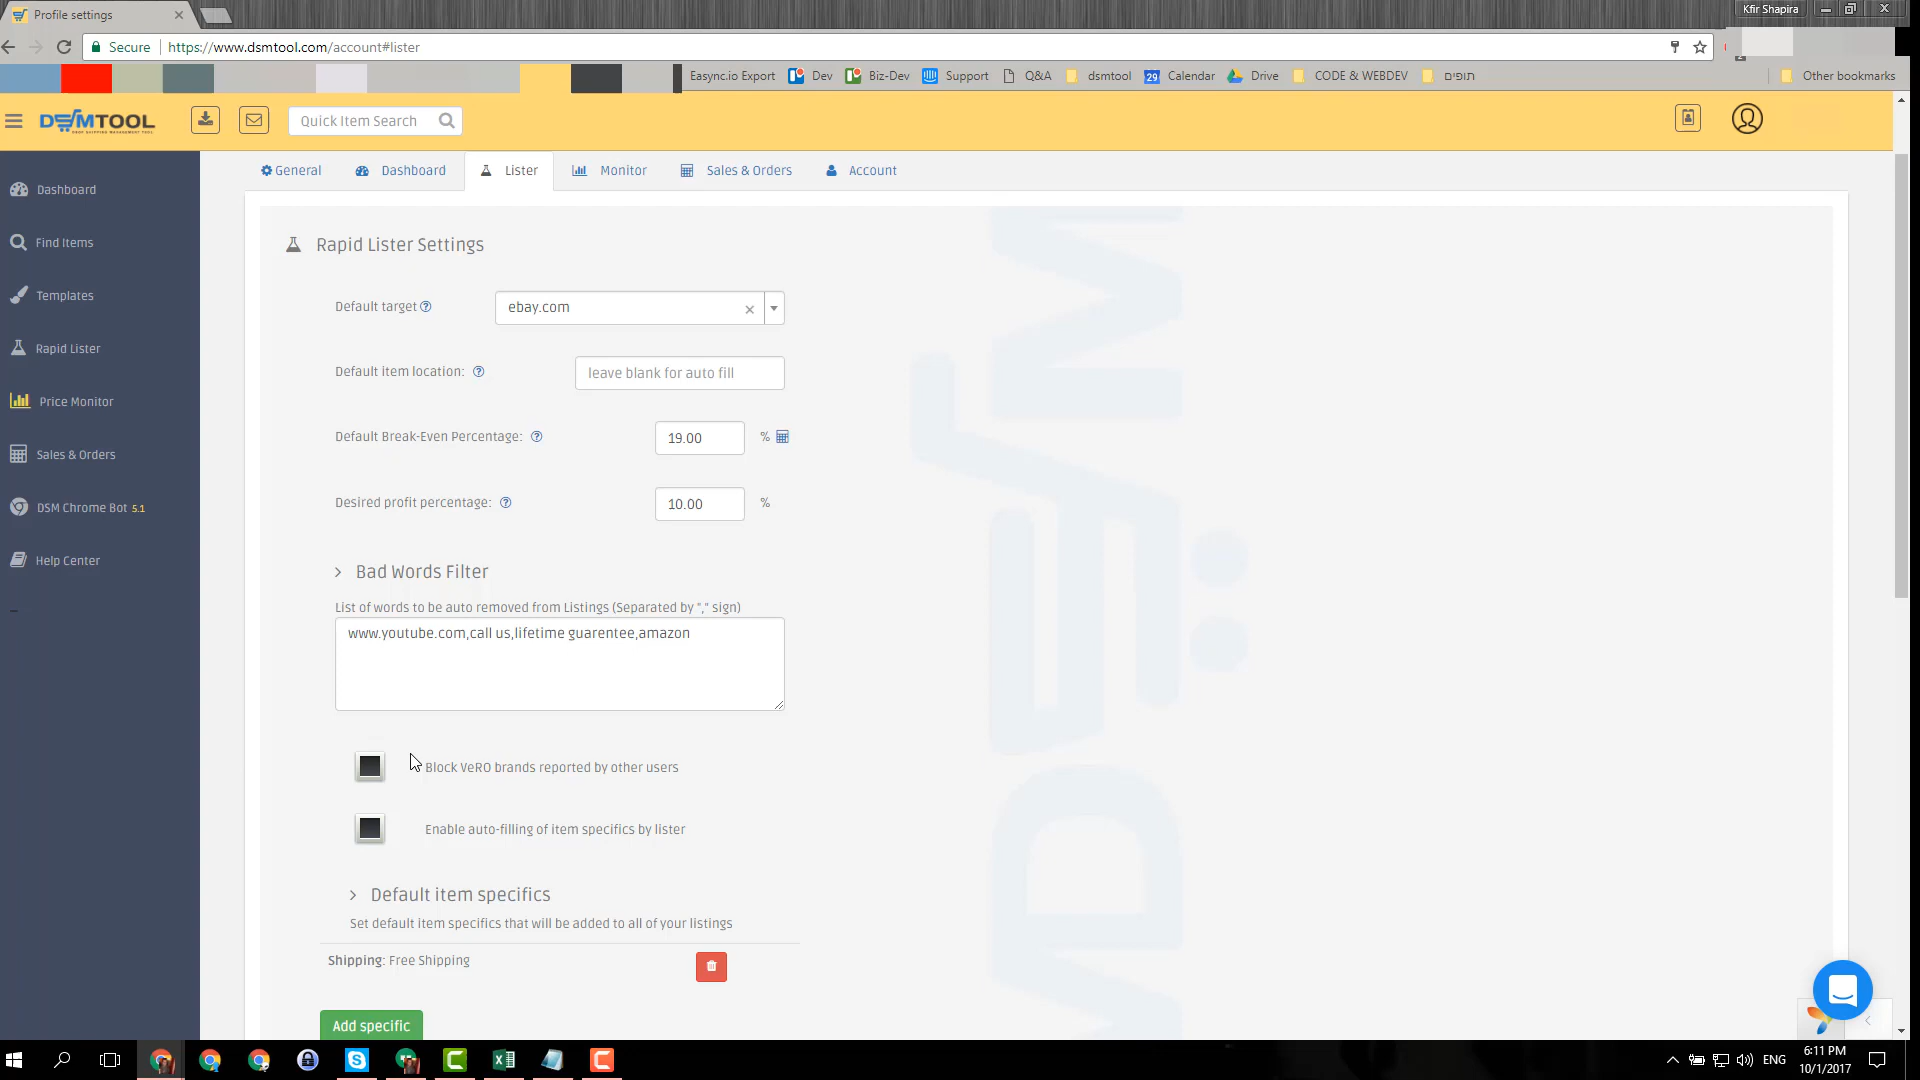 Profile settings
Kfir Shapira
Secure
https://www.dsmtool.com/account#lister
Easync.io Export
Dev
Biz-Dev
Support
Q&A
dsmtool
29
Calendar
Drive
CODE & WEBDEV
תופים
Other bookmarks
DSMTOOL
DROP SHIPPING MANAGEMENT TOOL
Quick Item Search
General
Dashboard
Lister
Monitor
Sales & Orders
Account
Dashboard
Find Items
Templates
Rapid Lister
Price Monitor
Sales & Orders
DSM Chrome Bot 5.1
Help Center
Rapid Lister Settings
Default target
ebay.com
Default item location:
leave blank for auto fill
Default Break-Even Percentage:
19.00
%
Desired profit percentage:
10.00
%
Bad Words Filter
List of words to be auto removed from Listings (Separated by "," sign)
www.youtube.com,call us,lifetime guarentee,amazon
Block VeRO brands reported by other users
Enable auto-filling of item specifics by lister
Default item specifics
Set default item specifics that will be added to all of your listings
Shipping: Free Shipping
Add specific
ENG
6:11 PM
10/1/2017